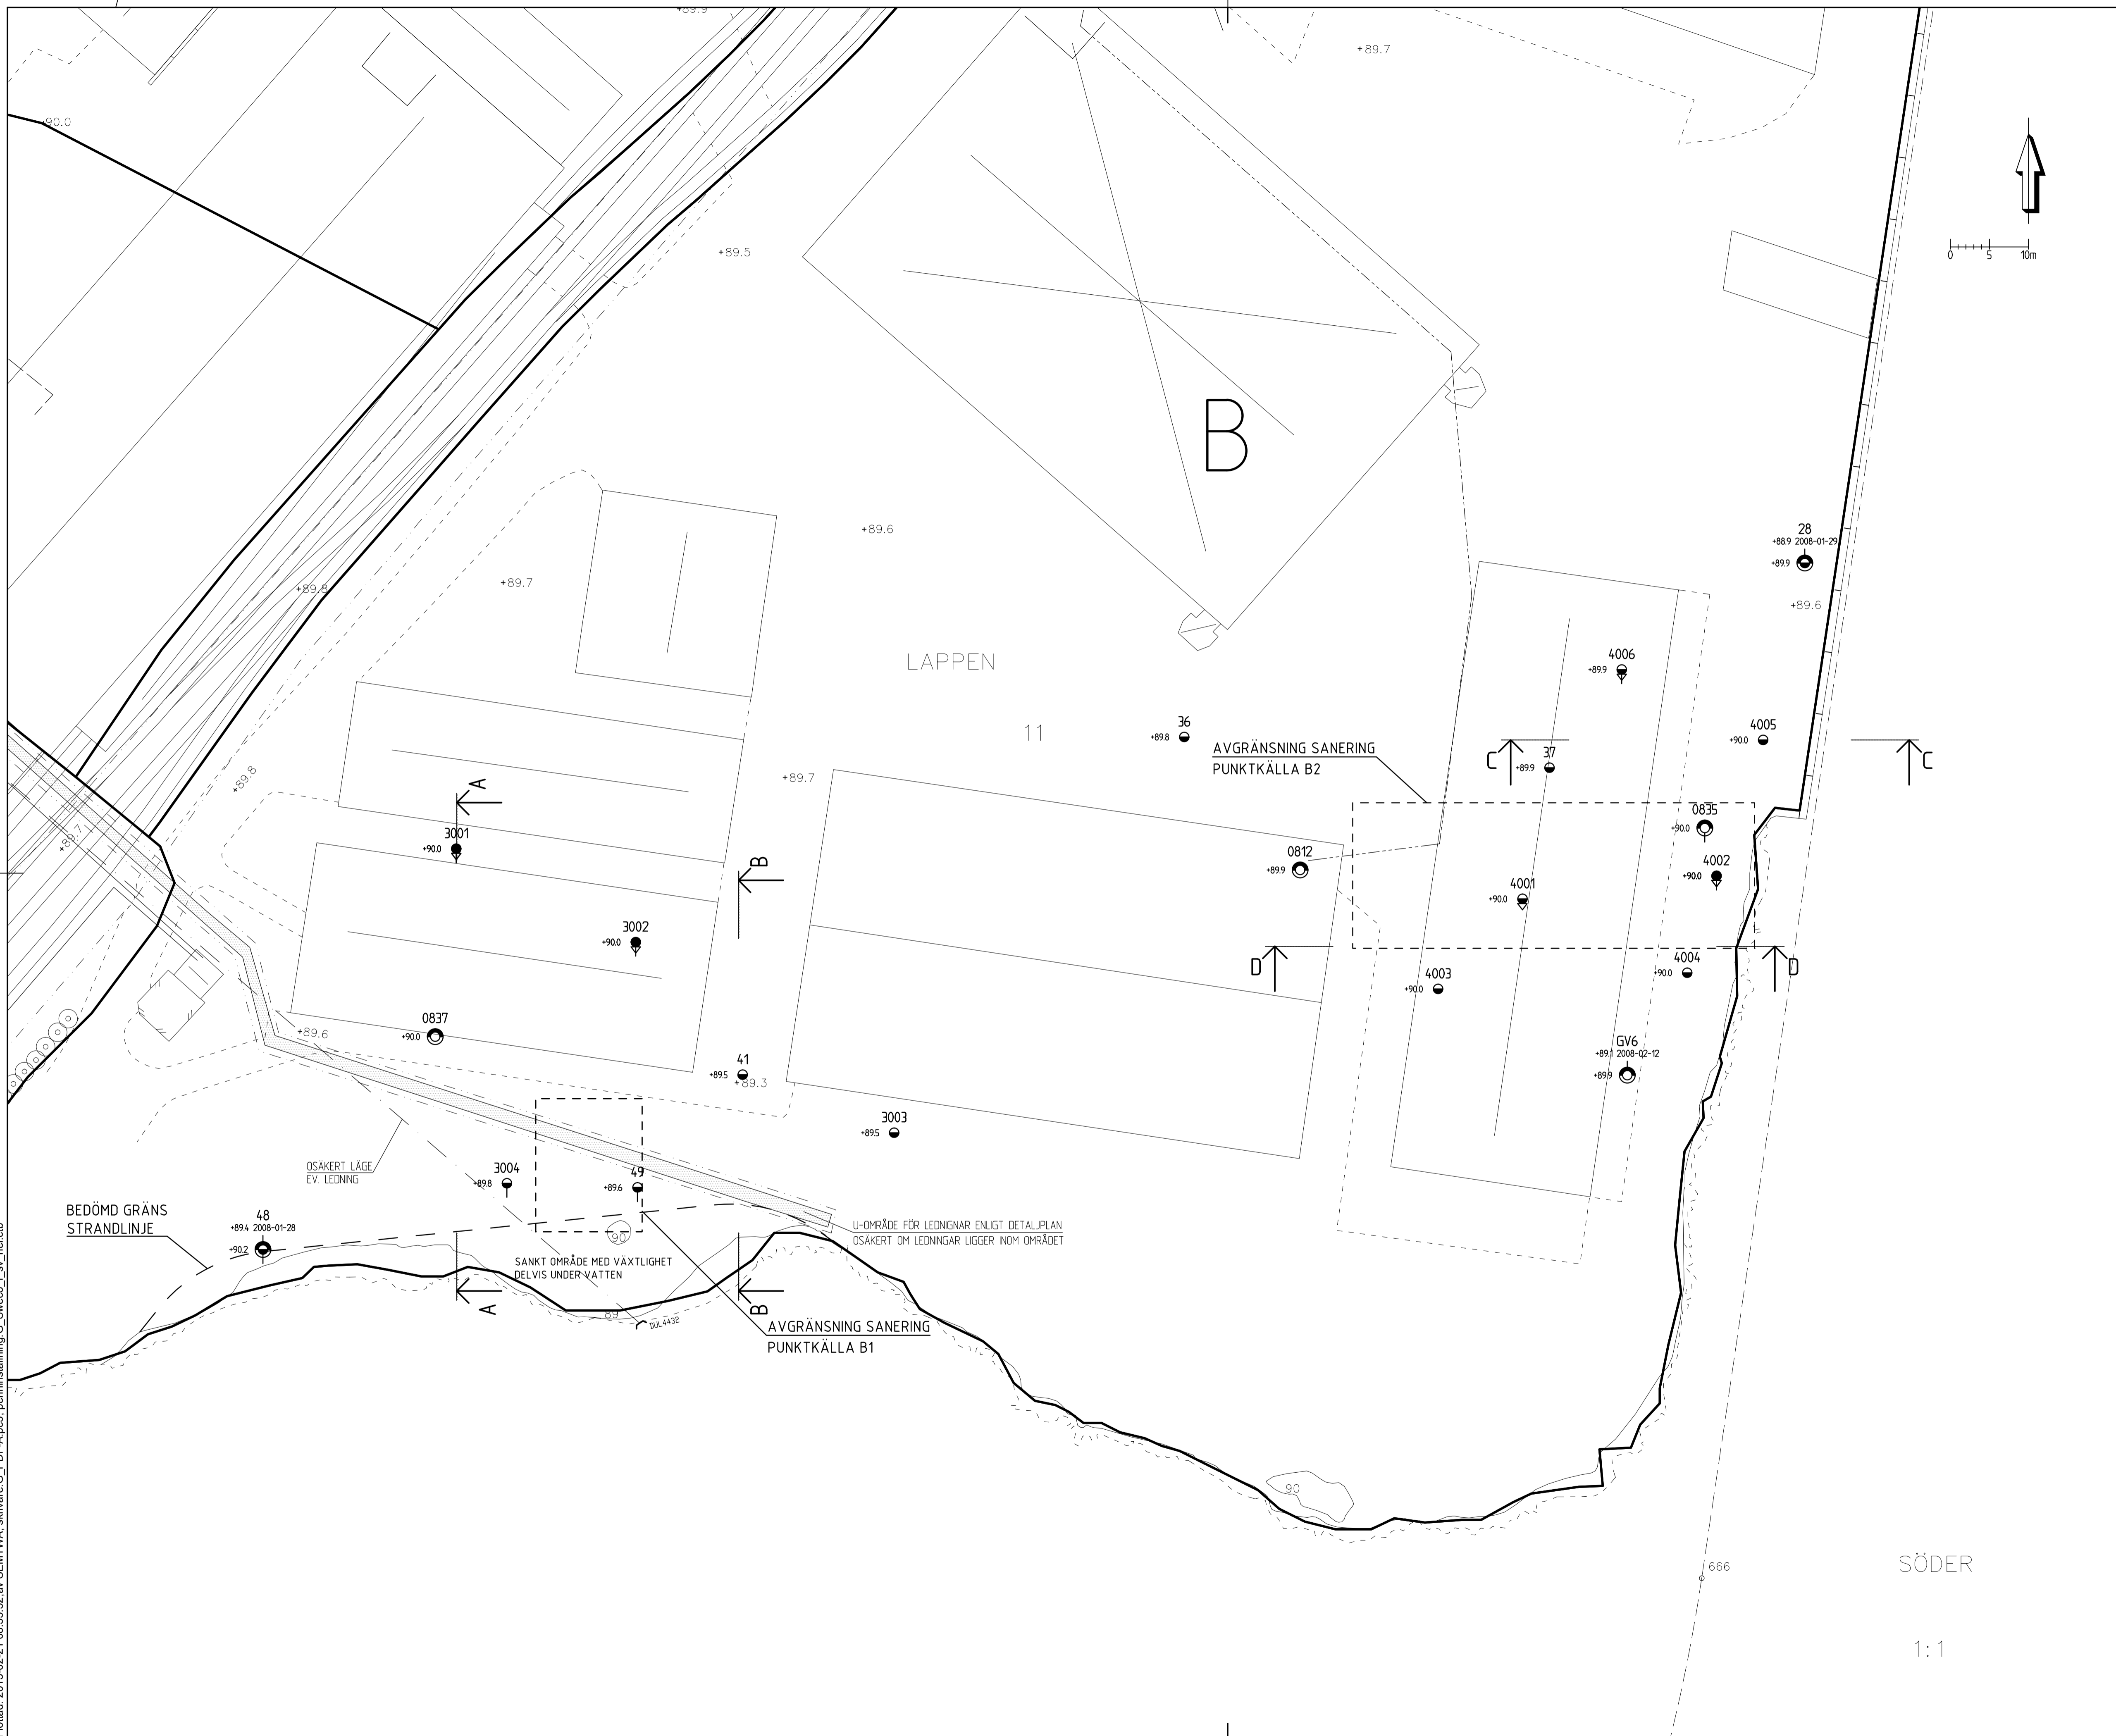 +89.9
+89.7
+90.0
0 5 10m
+89.5
B
28
+88.9 2008-01-29
+89.9
+89.6
+89.6
+89.7
+89.8
LAPPEN
11
4006
+89.9
36
+89.8
AVGRÄNSNING SANERING
PUNKTKÄLLA B2
C
37
+89.9
4005
+90.0
C
+89.8
+89.7
+89.7
A
3001
+90.0
B
3002
+90.0
0812
+89.9
0835
+90.0
4002
+90.0
4001
+90.0
D
D
4003
+90.0
4004
+90.0
0837
+90.0
+89.6
41
+89.5
+89.3
GV6
+89.1 2008-02-12
+89.9
3003
+89.5
OSÄKERT LÄGE
EV. LEDNING
3004
+89.8
49
+89.6
BEDÖMD GRÄNS
STRANDLINJE
48
+89.4 2008-01-28
+90.2
90
U-OMRÅDE FÖR LEDNIGNAR ENLIGT DETALJPLAN
OSÄKERT OM LEDNINGAR LIGGER INOM OMRÅDET
SANKT OMRÅDE MED VÄXTLIGHET
DELVIS UNDER VATTEN
A
B
89
DUL4432
AVGRÄNSNING SANERING
PUNKTKÄLLA B1
90
666
SÖDER
1:1